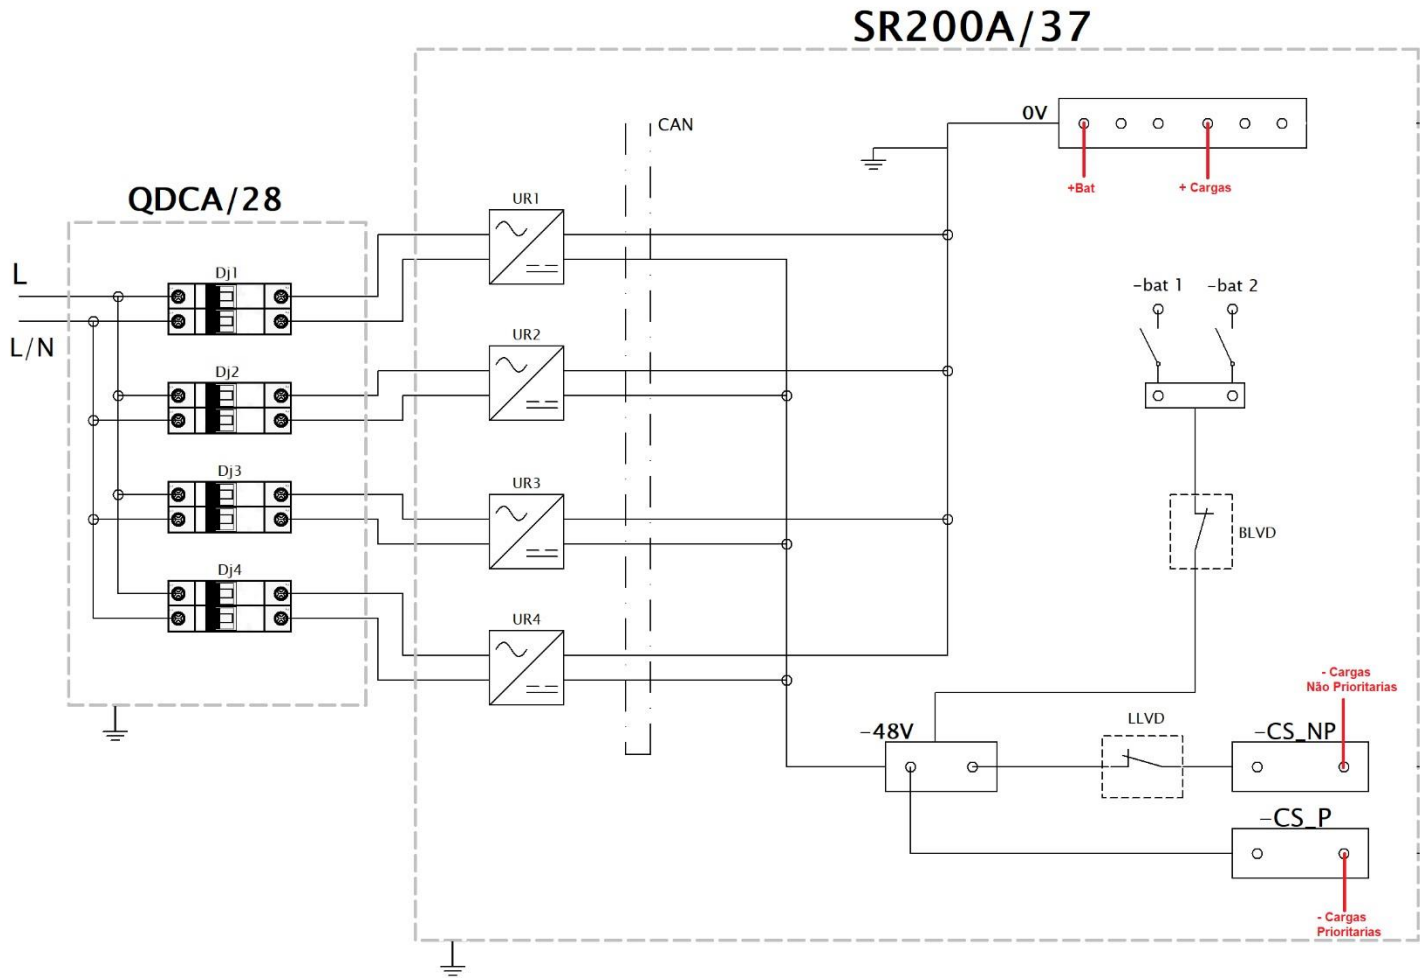 SR200A/37
CAN
0V
+Bat
+ Cargas
QDCA/28
UR1
L
Dj1
-bat 1
-bat 2
L/N
UR2
Dj2
Dj3
UR3
BLVD
Dj4
UR4
- Cargas
Não Prioritarias
-48V
LLVD
-CS_NP
-CS_P
- Cargas
Prioritarias